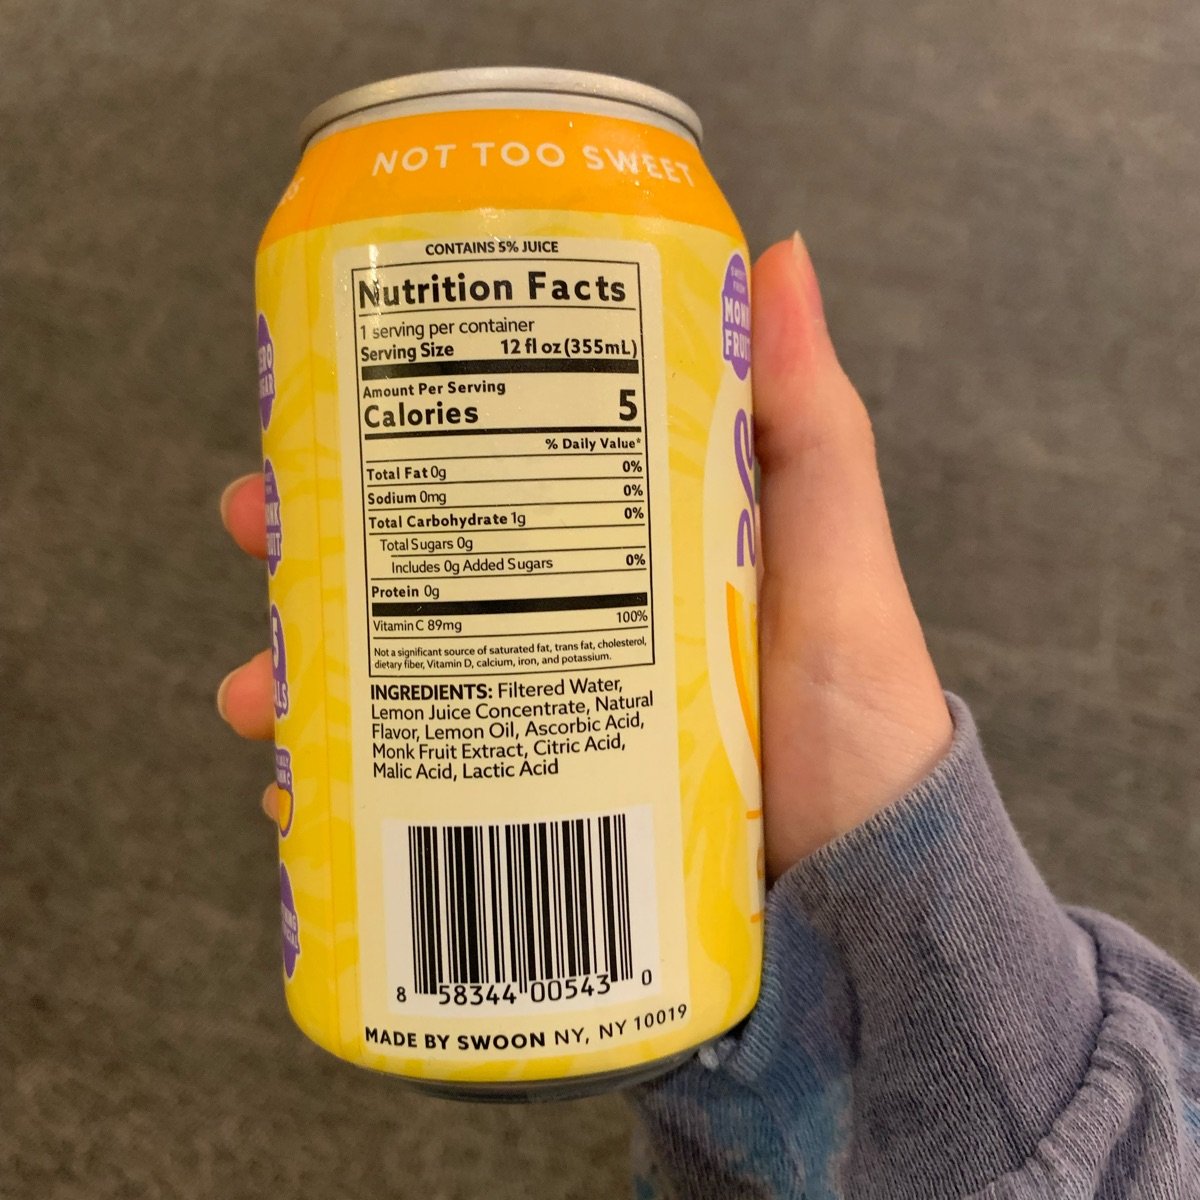 NOT TOO SWEET
CONTAINS 5% JUICE
Nutrition Facts
1 serving per container
Serving Size 12 fl oz (355mL)
Amount Per Serving
Calories 5
% Daily Value*
Total Fat 0g 0%
Sodium 0mg 0%
Total Carbohydrate 1g 0%
Total Sugars 0g
Includes 0g Added Sugars 0%
Protein 0g
Vitamin C 89mg 100%
Not a significant source of saturated fat, trans fat, cholesterol,
dietary fiber, Vitamin D, calcium, iron, and potassium.
INGREDIENTS: Filtered Water,
Lemon Juice Concentrate, Natural
Flavor, Lemon Oil, Ascorbic Acid,
Monk Fruit Extract, Citric Acid,
Malic Acid, Lactic Acid
8 58344 00543 0
MADE BY SWOON NY, NY 10019
FROM
MON
FRUIT
5